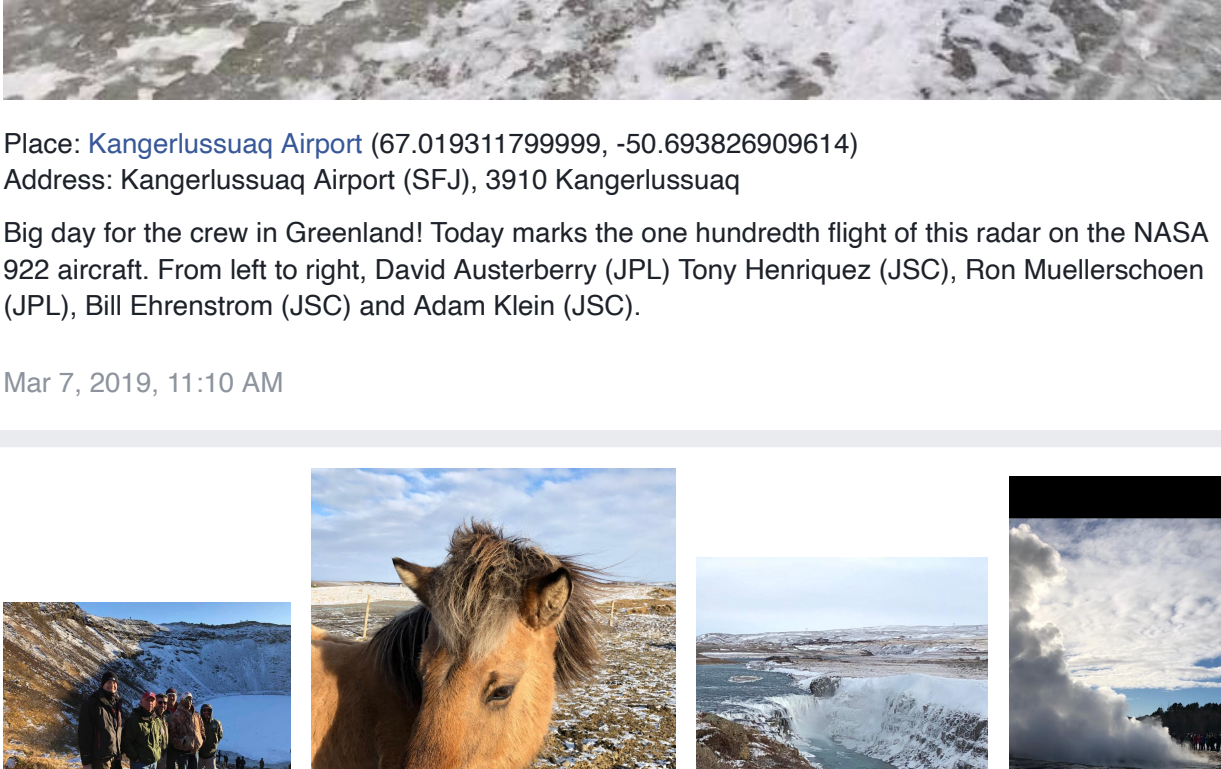 Place: Kangerlussuaq Airport (67.019311799999, -50.693826909614)
Address: Kangerlussuaq Airport (SFJ), 3910 Kangerlussuaq
Big day for the crew in Greenland! Today marks the one hundredth flight of this radar on the NASA
922 aircraft. From left to right, David Austerberry (JPL) Tony Henriquez (JSC), Ron Muellerschoen
(JPL), Bill Ehrenstrom (JSC) and Adam Klein (JSC).
Mar 7, 2019, 11:10 AM